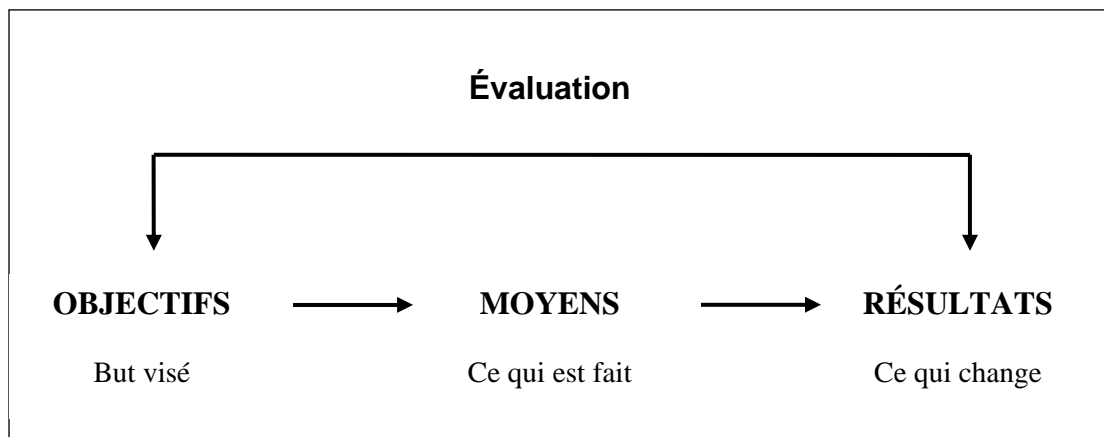 Évaluation
OBJECTIFS MOYENS RÉSULTATS
But visé Ce qui est fait Ce qui change